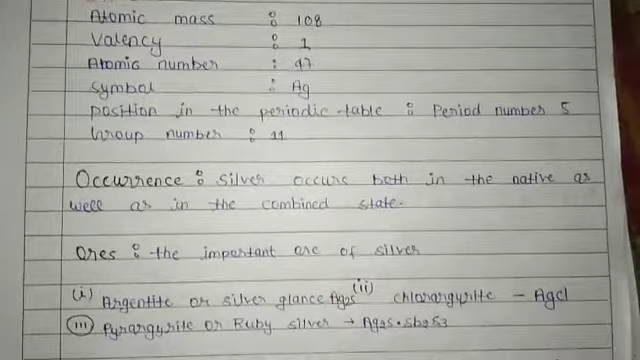 Atomic mass : 108
Valency : 1
Atomic number : 47
Symbol : Ag
position in the periodic table : Period number 5
Group number : 11
Occurrence : silver occurs both in the native as
well as in the combined state.
Ores : the important ore of silver
(i) Argentite or silver glance Ag2S (ii) chlorargyrite - AgCl
(iii) Pyrargyrite or Ruby silver → Ag2S.Sb2S3